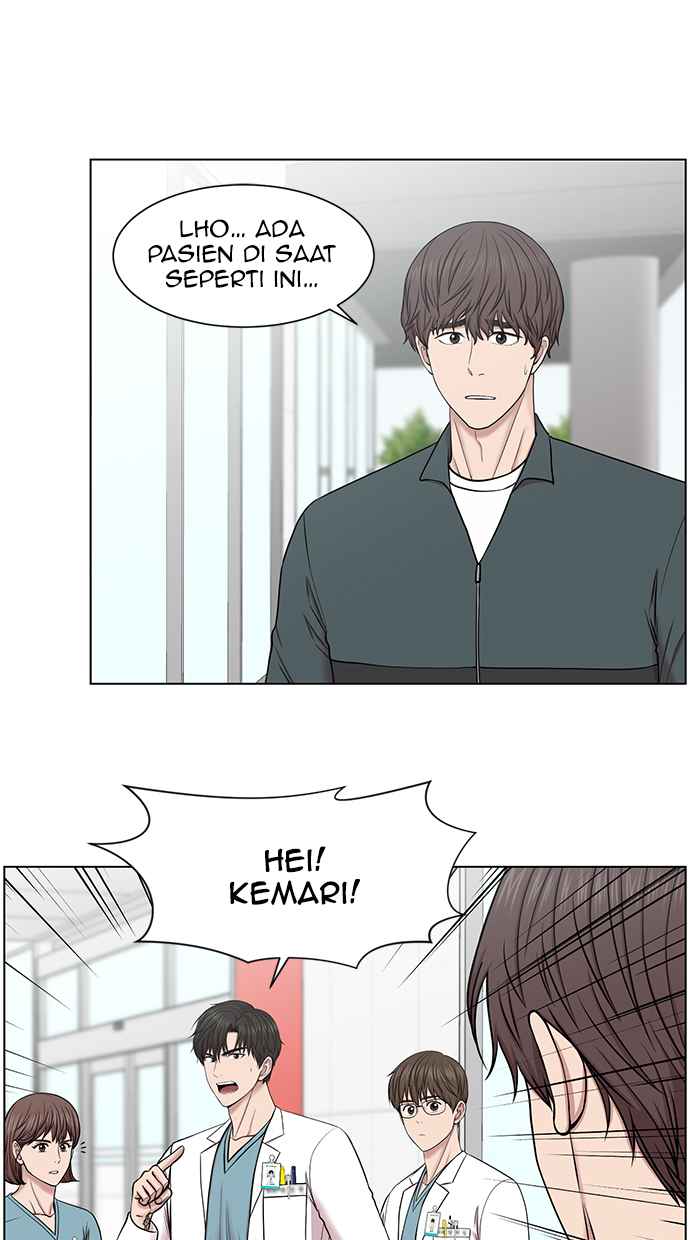 LHO... ADA
PASIEN DI SAAT
SEPERTI INI...
HEI!
KEMARI!